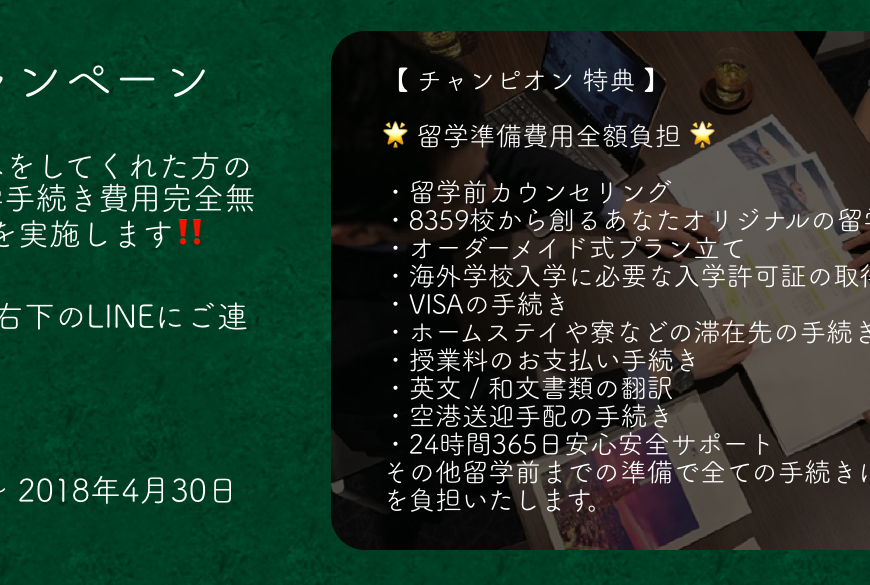 ャンペーン
をしてくれた方の
手続き費用完全無
を実施します‼️
右下のLINEにご連
~ 2018年4月30日
【 チャンピオン 特典 】
🌟 留学準備費用全額負担 🌟
・留学前カウンセリング
・8359校から創るあなたオリジナルの留学
・オーダーメイド式プラン立て
・海外学校入学に必要な入学許可証の取得
・VISAの手続き
・ホームステイや寮などの滞在先の手続き
・授業料のお支払い手続き
・英文 / 和文書類の翻訳
・空港送迎手配の手続き
・24時間365日安心安全サポート
その他留学前までの準備で全ての手続き
を負担いたします。